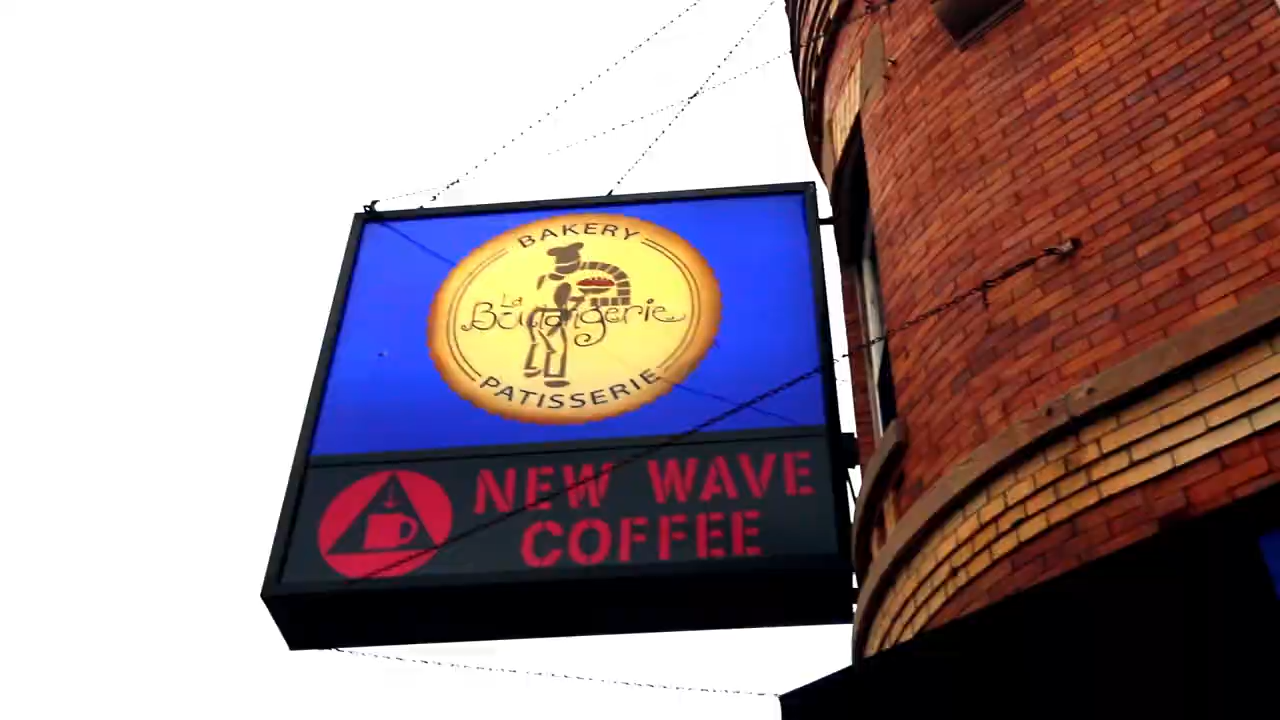 BAKERY
La
Boulangerie
PATISSERIE
NEW WAVE
COFFEE